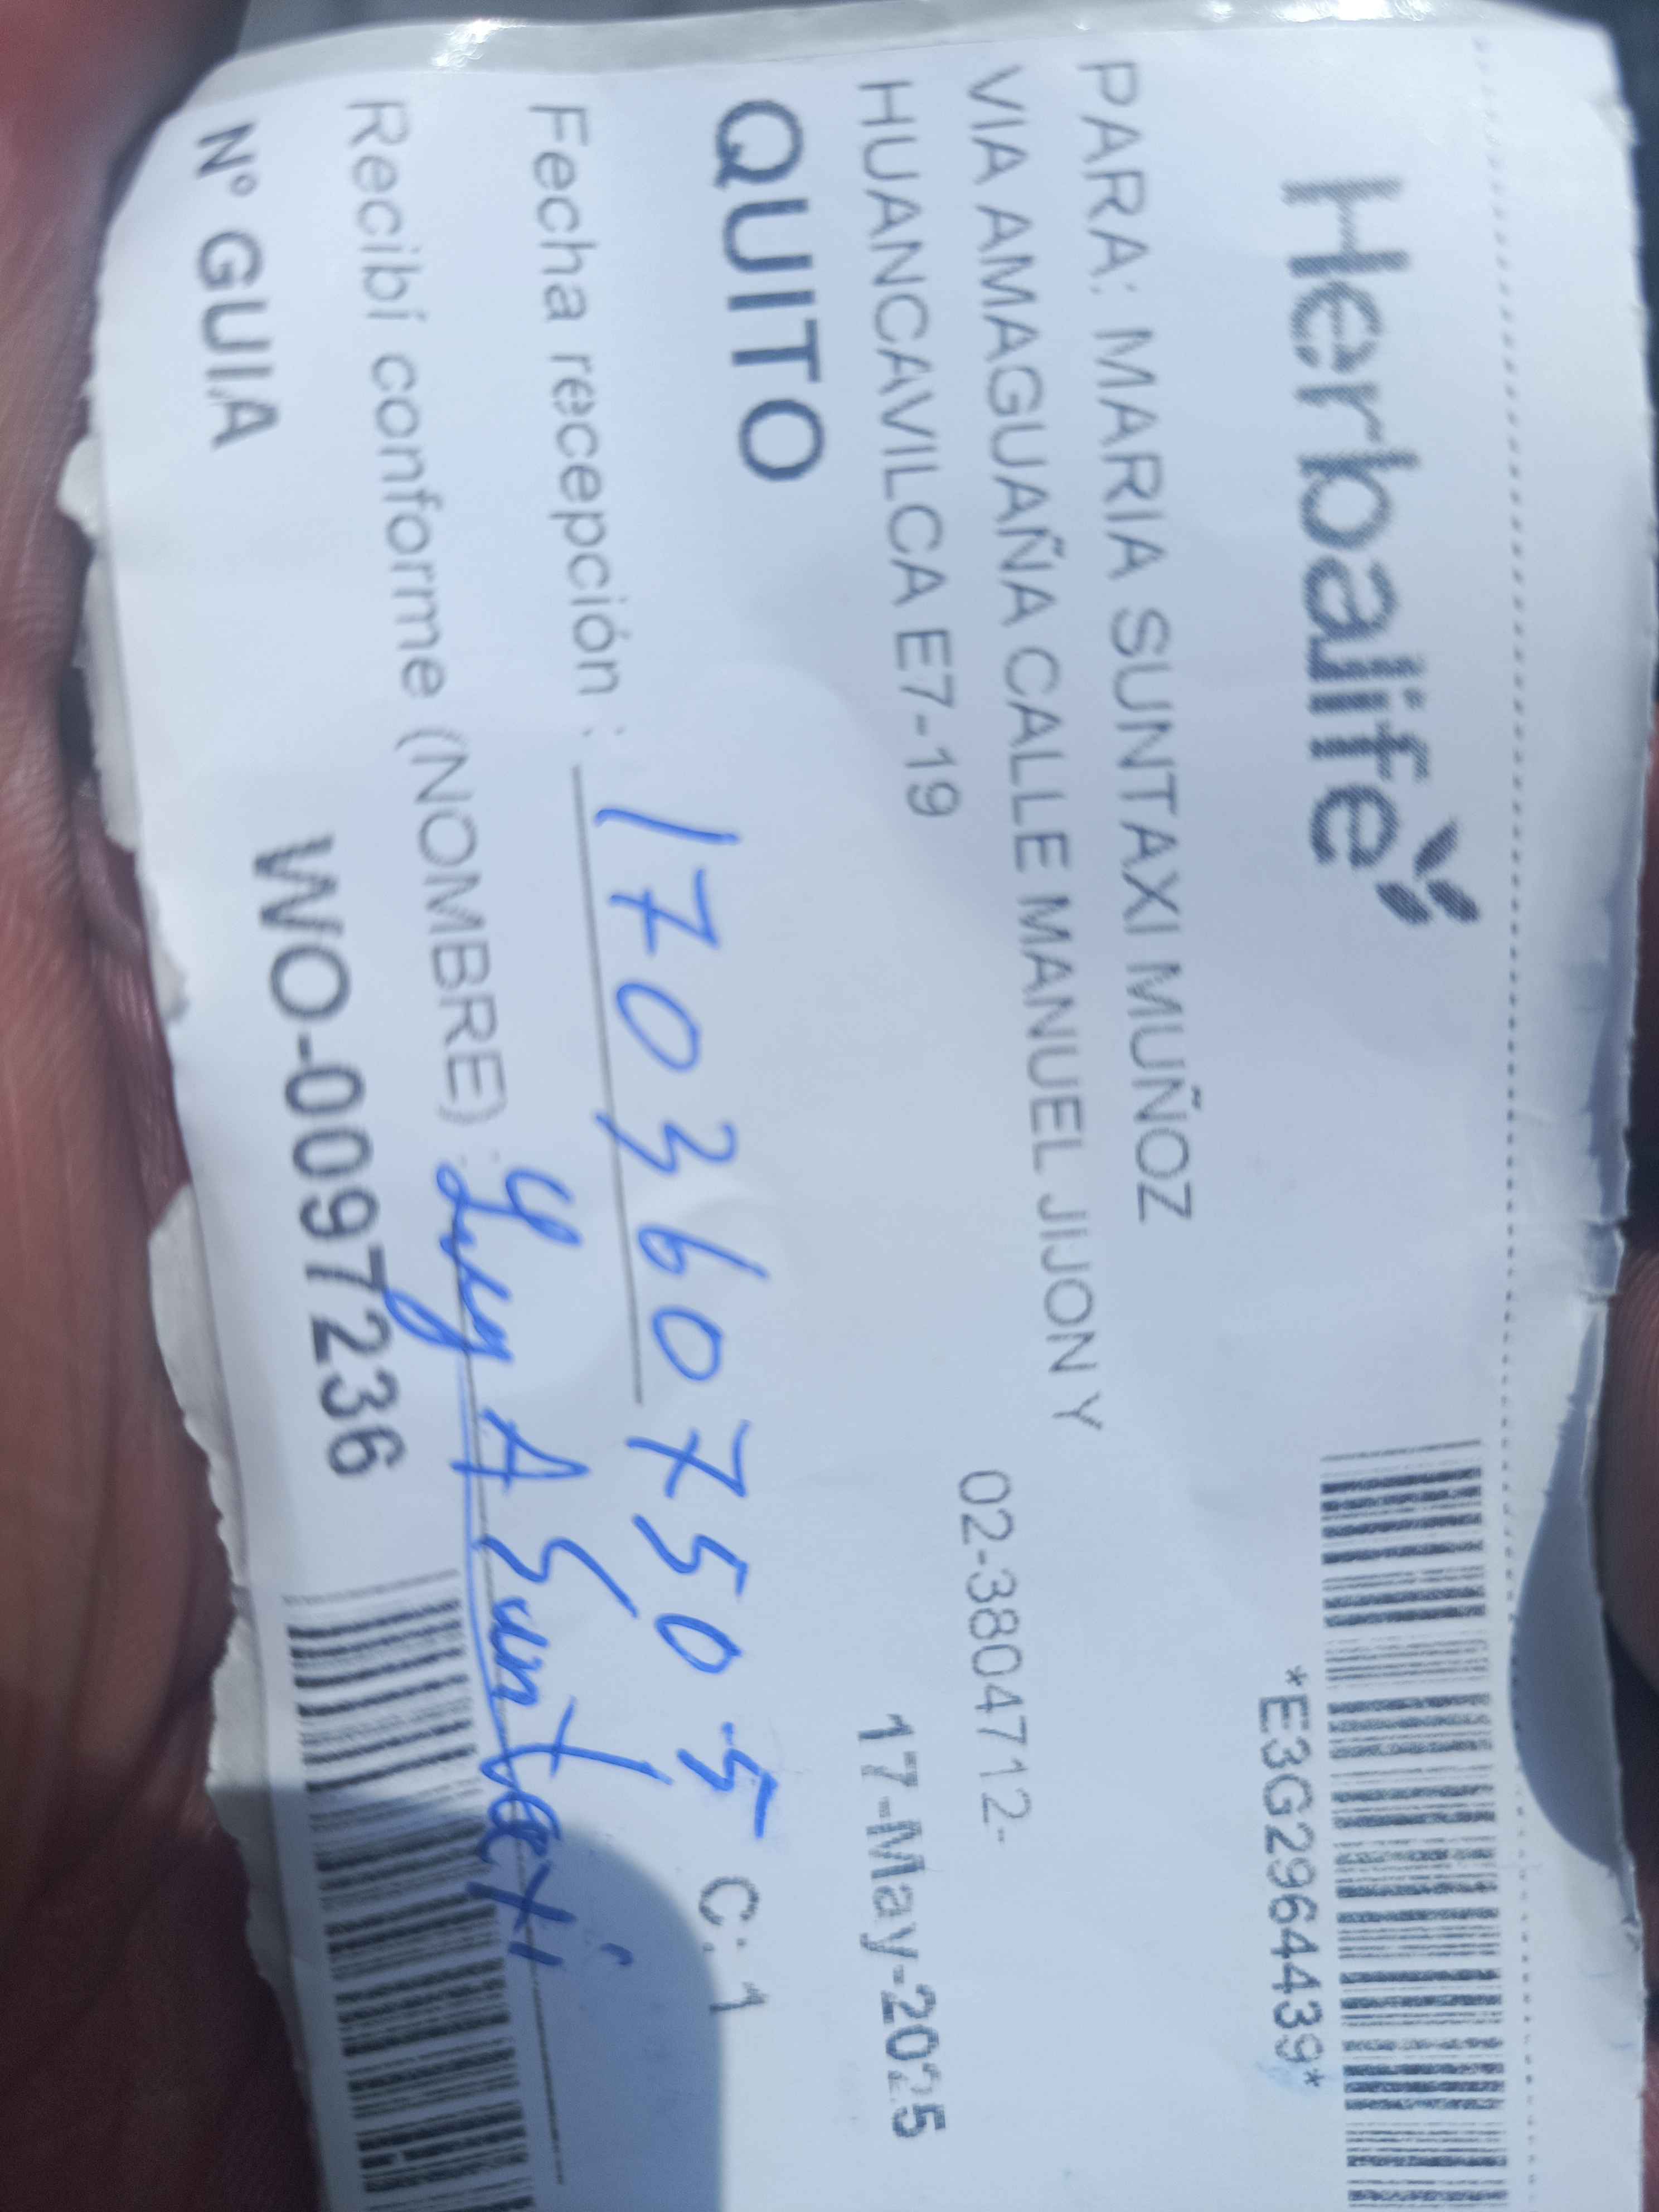 Herbalife
*E3G2964439*
PARA: MARIA SUNTAXI MUÑOZ
VIA AMAGUAÑA CALLE MANUEL JIJON Y
02-3804712-
HUANCAVILCA E7-19
17-May-2025
QUITO
C: 1
Fecha recepción : 1703607505
Recibí conforme (NOMBRE) : A Suntaxi
N° GUIA WO-00972236